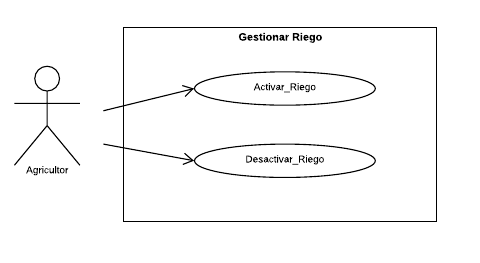 Gestionar Riego
Activar_Riego
Desactivar_Riego
Agricultor